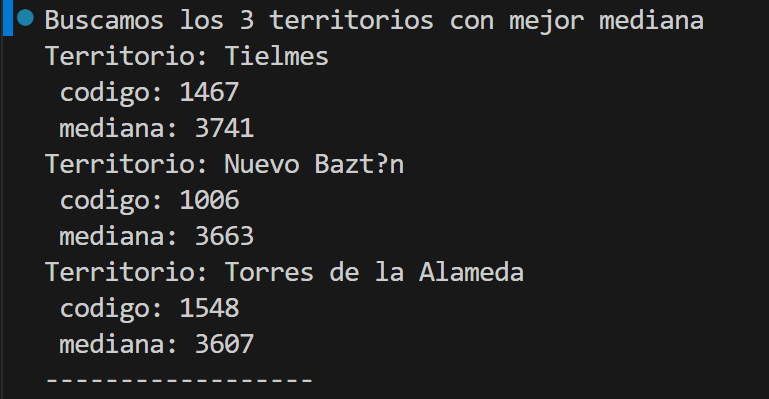 Buscamos los 3 territorios con mejor mediana
Territorio: Tielmes
 codigo: 1467
 mediana: 3741
Territorio: Nuevo Bazt?n
 codigo: 1006
 mediana: 3663
Territorio: Torres de la Alameda
 codigo: 1548
 mediana: 3607
------------------